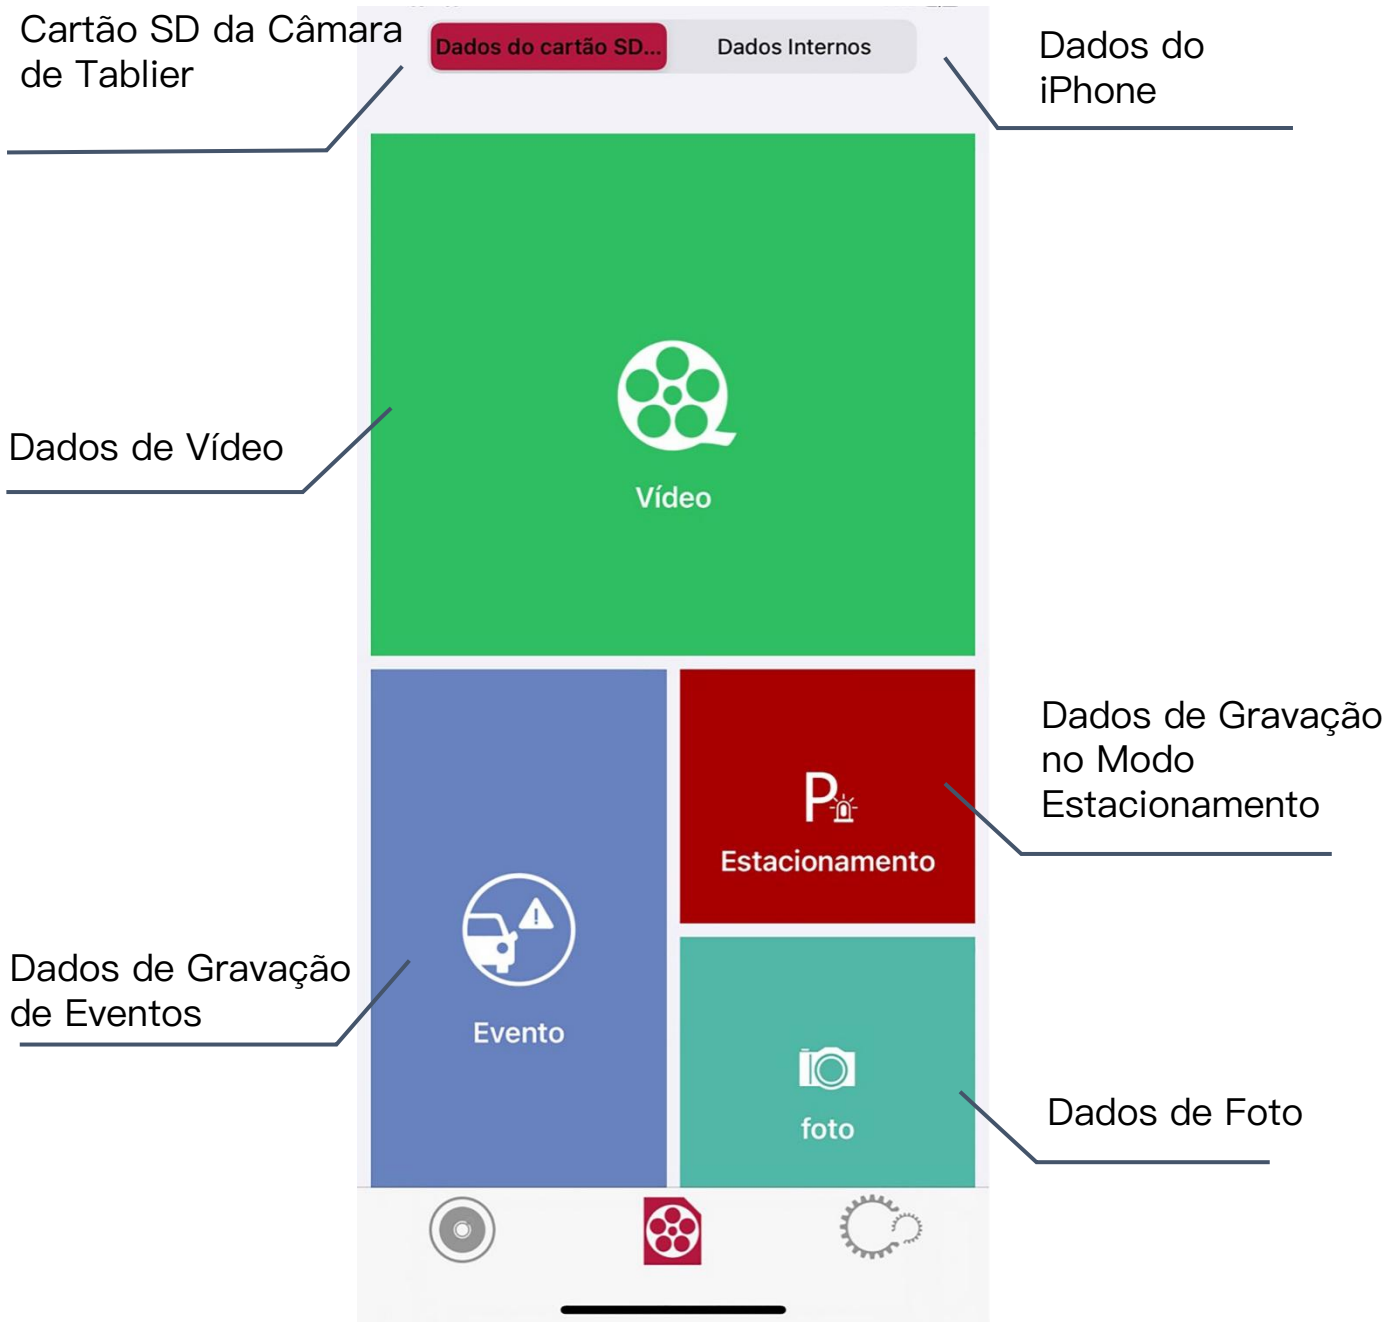 Cartão SD da Câmara
de Tablier
Dados do cartão SD...
Dados Internos
Dados do
iPhone
Dados de Vídeo
Vídeo
Dados de Gravação
no Modo
Estacionamento
P
Estacionamento
Dados de Gravação
de Eventos
Evento
foto
Dados de Foto